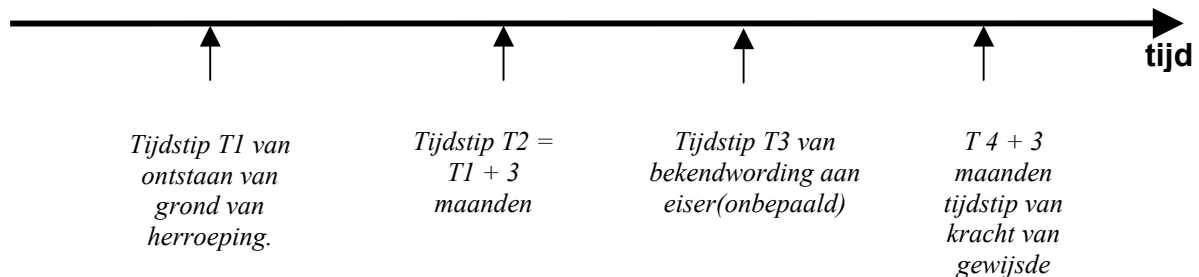 tijd
Tijdstip T1 van
ontstaan van
grond van
herroeping.
Tijdstip T2 =
T1 + 3
maanden
Tijdstip T3 van
bekendwording aan
eiser(onbepaald)
T 4 + 3
maanden
tijdstip van
kracht van
gewijsde